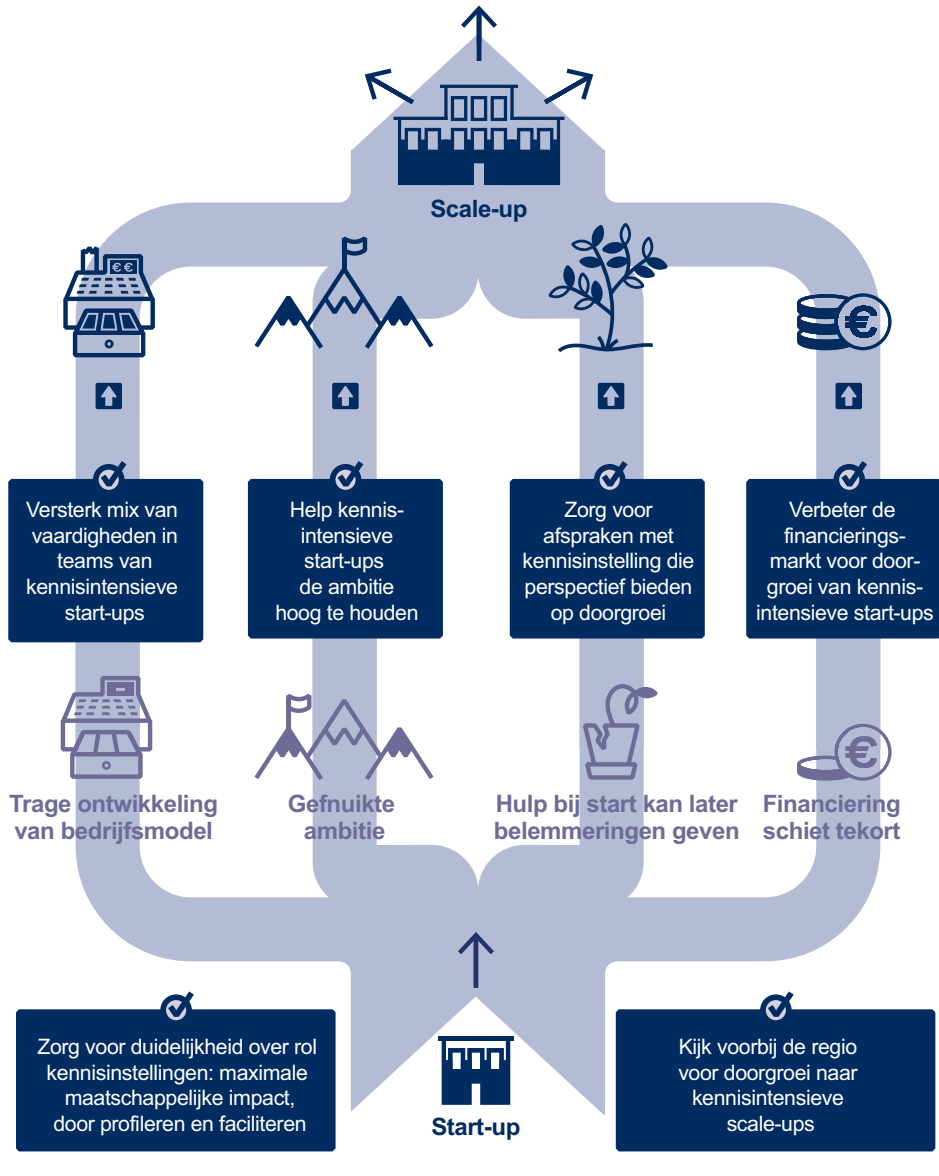 Scale-up
€€
€
Versterk mix van
vaardigheden in
teams van
kennisintensieve
start-ups
Help kennis-
intensieve
start-ups
de ambitie
hoog te houden
Zorg voor
afspraken met
kennisinstelling die
perspectief bieden
op doorgroei
Verbeter de
financierings-
markt voor door-
groei van kennis-
intensieve start-ups
€
Trage ontwikkeling
van bedrijfsmodel
Gefnuikte
ambitie
Hulp bij start kan later
belemmeringen geven
Financiering
schiet tekort
Zorg voor duidelijkheid over rol
kennisinstellingen: maximale
maatschappelijke impact,
door profileren en faciliteren
Start-up
Kijk voorbij de regio
voor doorgroei naar
kennisintensieve
scale-ups